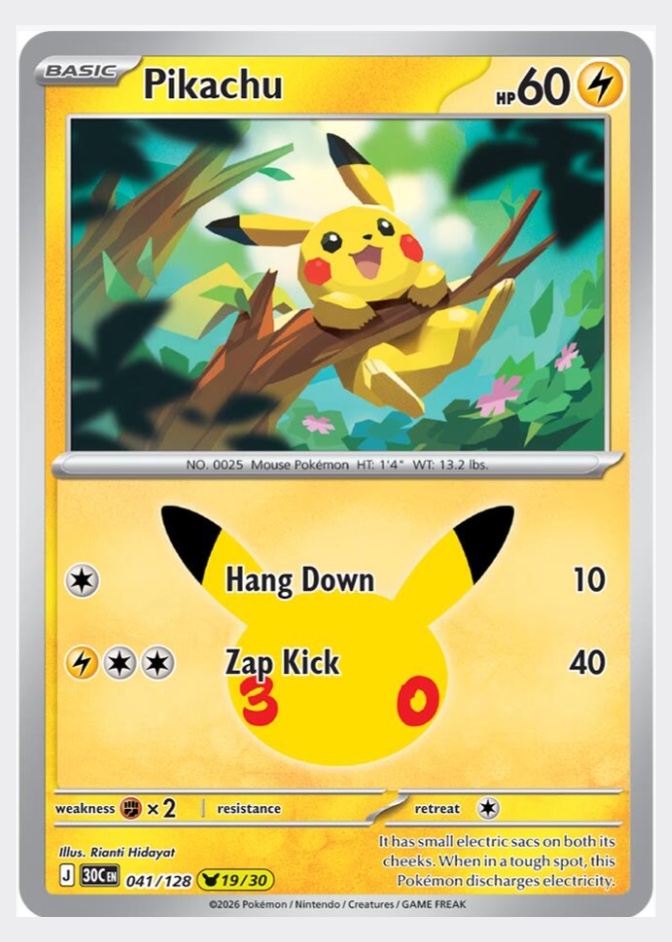 BASIC Pikachu HP60
NO. 0025 Mouse Pokémon HT: 1'4" WT: 13.2 lbs.
Hang Down 10
Zap Kick 40
3 0
weakness ×2 resistance retreat
Illus. Rianti Hidayat
It has small electric sacs on both its
cheeks. When in a tough spot, this
Pokémon discharges electricity.
J 30C EN 041/128 19/30
©2026 Pokémon / Nintendo / Creatures / GAME FREAK